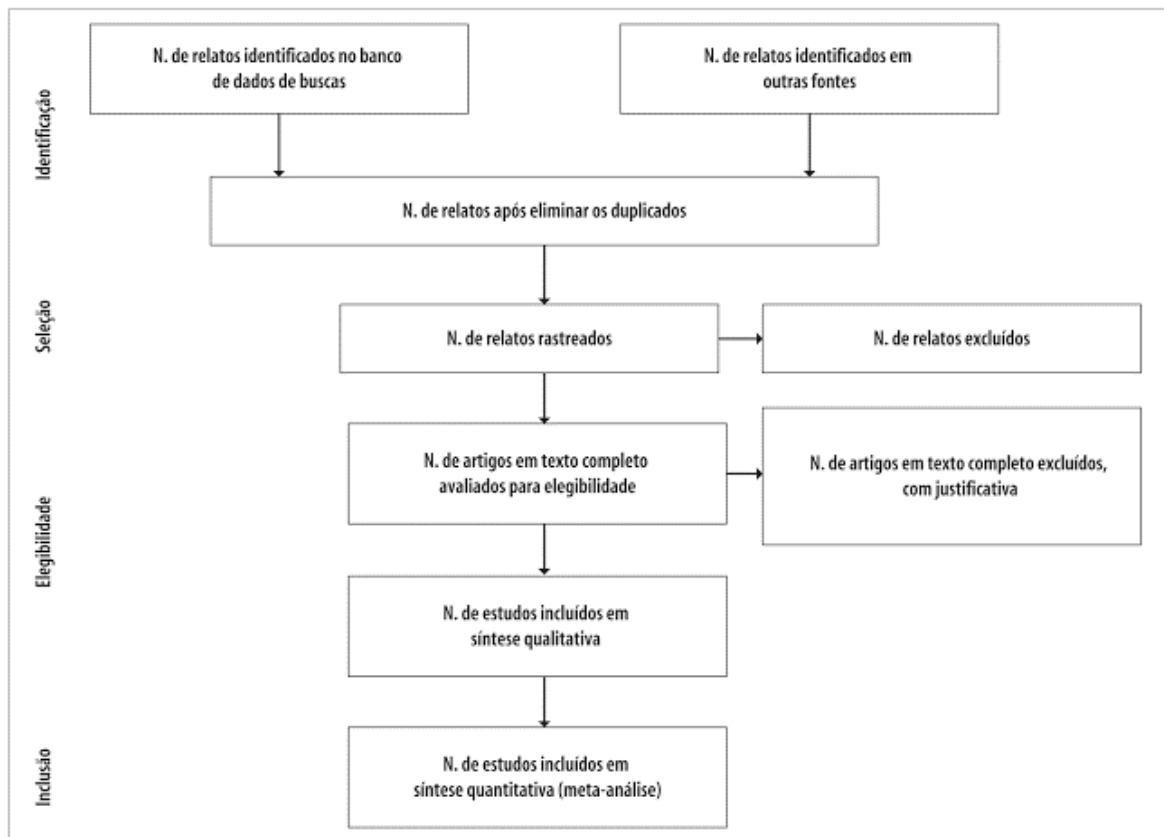 Identificação
N. de relatos identificados no banco
de dados de buscas
N. de relatos identificados em
outras fontes
N. de relatos após eliminar os duplicados
Seleção
N. de relatos rastreados
N. de relatos excluídos
Elegibilidade
N. de artigos em texto completo
avaliados para elegibilidade
N. de artigos em texto completo excluídos,
com justificativa
N. de estudos incluídos em
síntese qualitativa
Inclusão
N. de estudos incluídos em
síntese quantitativa (meta-análise)